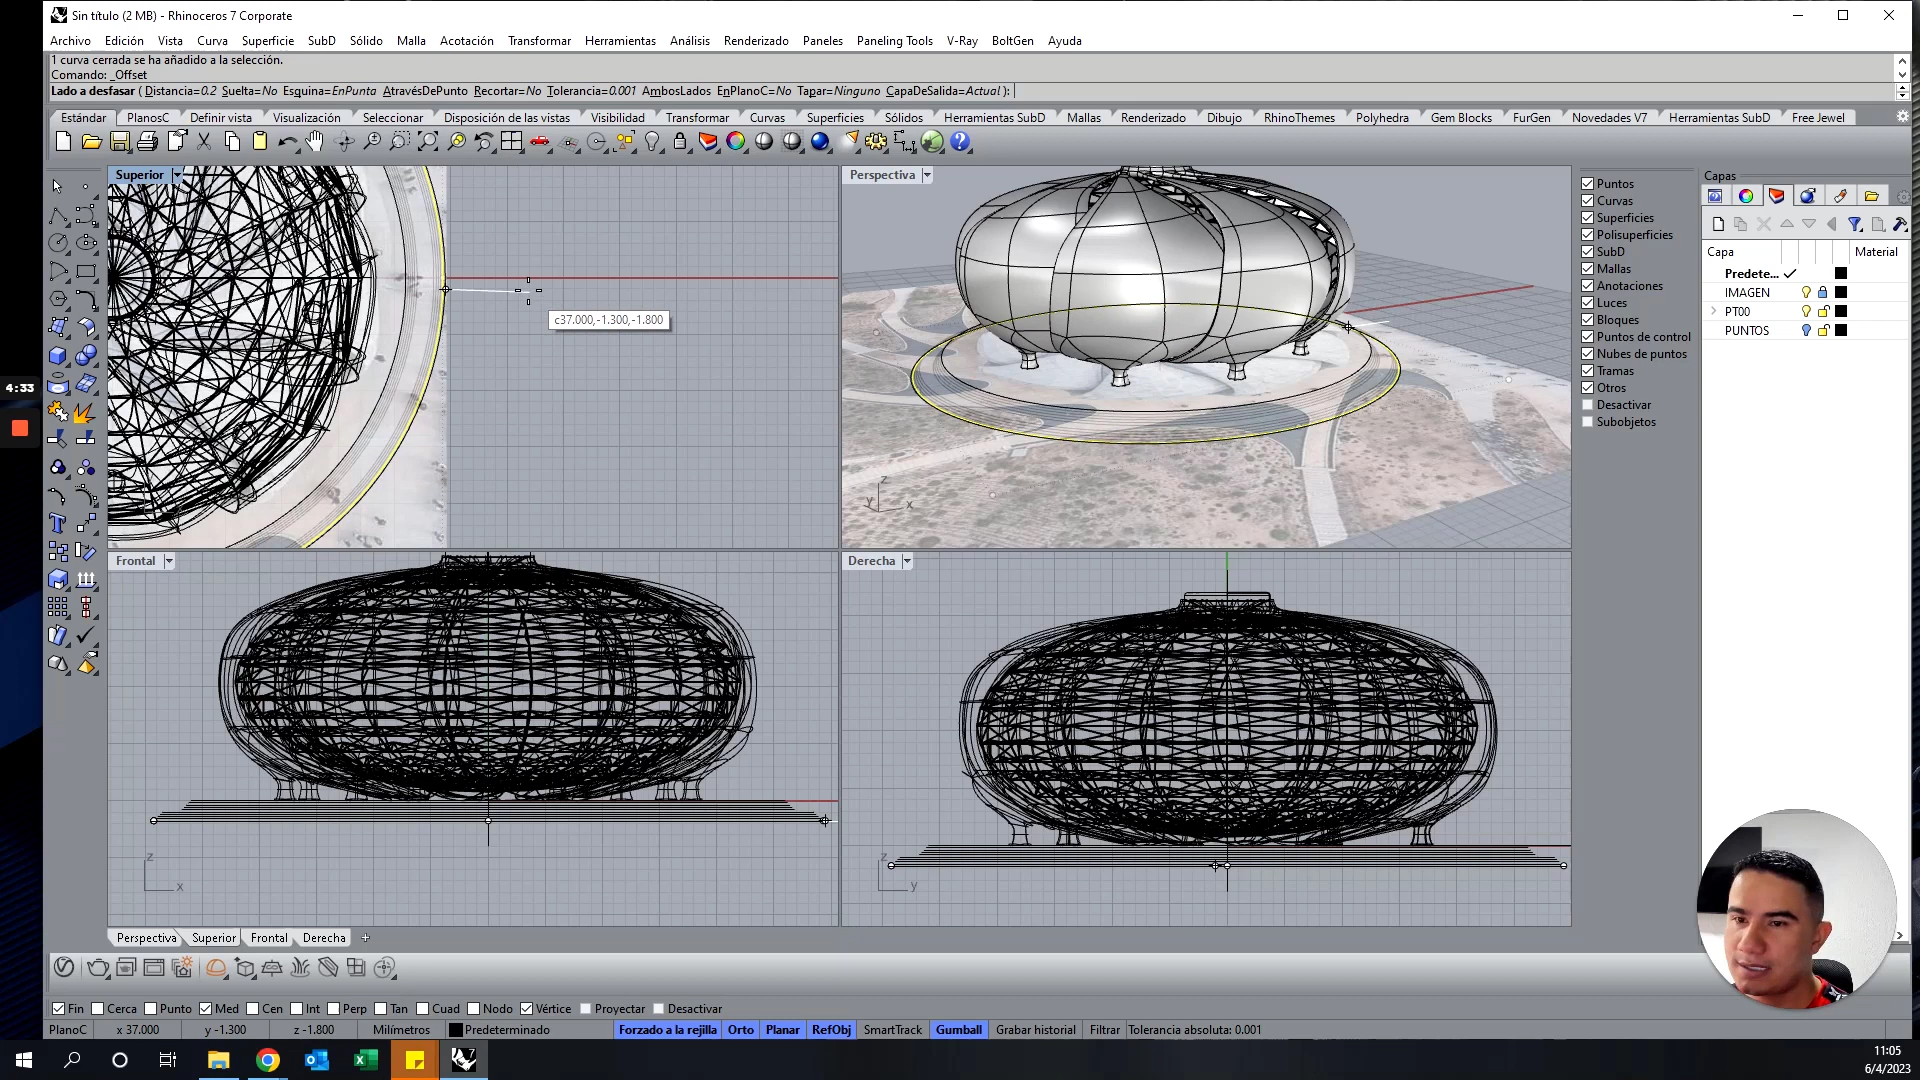 Sin título (2 MB) - Rhinoceros 7 Corporate
Archivo Edición Vista Curva Superficie SubD Sólido Malla Acotación Transformar Herramientas Análisis Renderizado Paneles Paneling Tools V-Ray BoltGen Ayuda
1 curva cerrada se ha añadido a la selección.
Comando: _Offset
Lado a desfasar ( Distancia=0.2 Suelta=No Esquina=EnPunta AtravésDePunto Recortar=No Tolerancia=0.001 AmbosLados EnPlanoC=No Tapar=Ninguno CapaDeSalida=Actual ):
Estándar PlanosC Definir vista Visualización Seleccionar Disposición de las vistas Visibilidad Transformar Curvas Superficies Sólidos Herramientas SubD Mallas Renderizado Dibujo RhinoThemes Polyhedra Gem Blocks FurGen Novedades V7 Herramientas SubD Free Jewel
Superior
c37.000,-1.300,-1.800
Perspectiva
z
y
x
Frontal
z
x
Derecha
z
y
Puntos
Curvas
Superficies
Polisuperficies
SubD
Mallas
Anotaciones
Luces
Bloques
Puntos de control
Nubes de puntos
Tramas
Otros
Desactivar
Subobjetos
Capas
Capa Material
Predete...
IMAGEN
PT00
PUNTOS
4:33
Perspectiva Superior Frontal Derecha
Fin Cerca Punto Med Cen Int Perp Tan Cuad Nodo Vértice Proyectar Desactivar
PlanoC x 37.000 y -1.300 z -1.800 Milímetros Predeterminado Forzado a la rejilla Orto Planar RefObj SmartTrack Gumball Grabar historial Filtrar Tolerancia absoluta: 0.001
11:05
6/4/2023